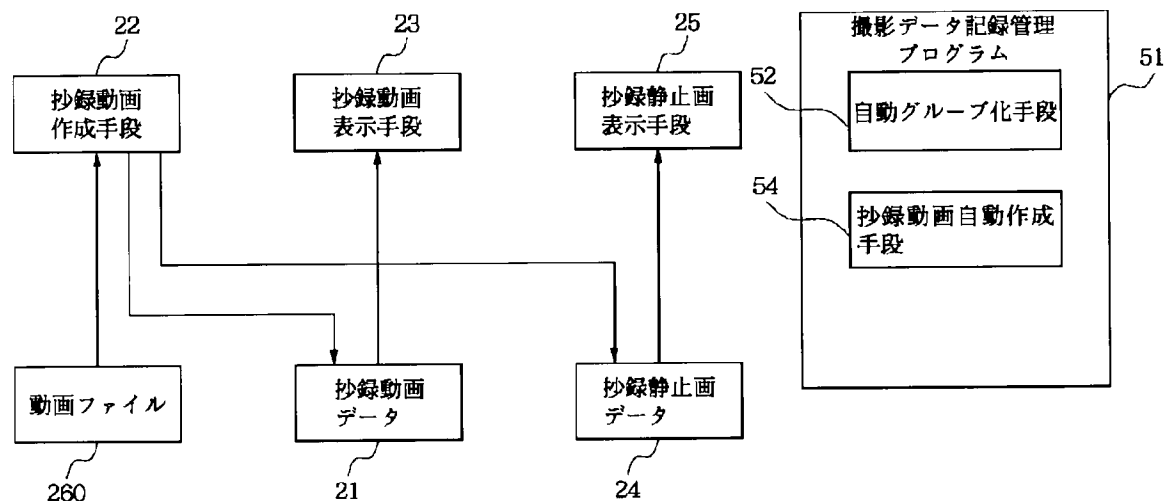 22
抄録動画
作成手段
23
抄録動画
表示手段
25
抄録静止画
表示手段
撮影データ記録管理
プログラム
51
52
自動グループ化手段
54
抄録動画自動作成
手段
動画ファイル
260
抄録動画
データ
21
抄録静止画
データ
24